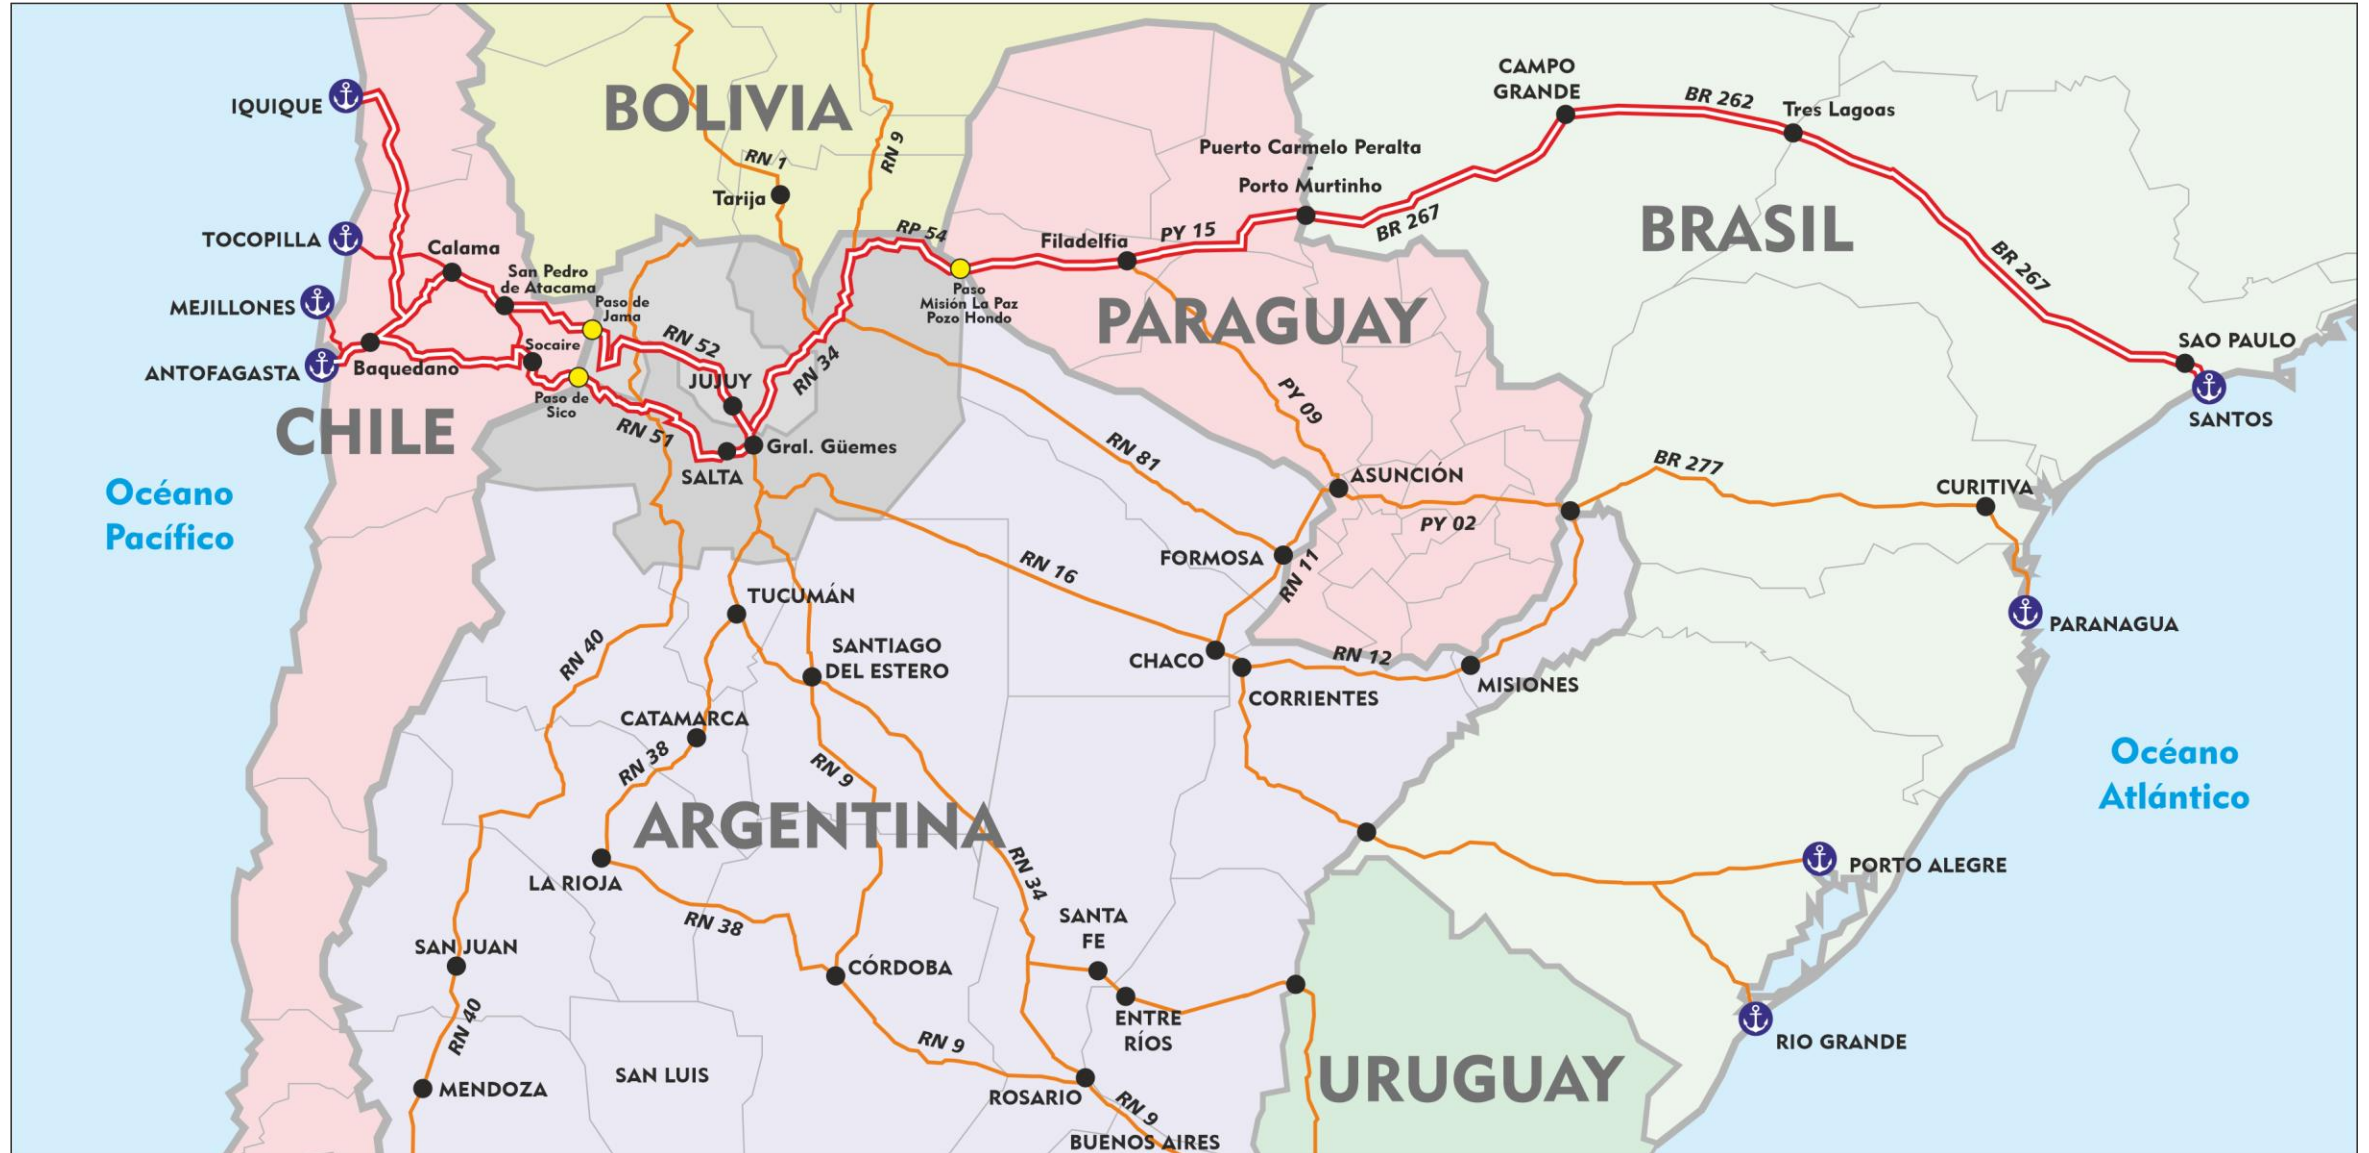 CAMPO
GRANDE
BR 262
Tres Lagoas
IQUIQUE
BOLIVIA
RN 1
RN 9
Puerto Carmelo Peralta
-
Porto Murtinho
Tarija
BR 267
BRASIL
TOCOPILLA
Calama
RP 54
Filadelfia
PY 15
BR 267
San Pedro
de Atacama
Paso de
Jama
MEJILLONES
Paso
Misión La Paz
Pozo Hondo
PARAGUAY
RN 52
Socaire
SAO PAULO
ANTOFAGASTA
Baquedano
JUJUY
RN 34
Paso de
Sico
PY 09
SANTOS
CHILE
RN 51
Gral. Güemes
SALTA
RN 81
ASUNCIÓN
BR 277
CURITIVA
Océano
Pacífico
PY 02
RN 16
FORMOSA
RN 11
TUCUMÁN
PARANAGUA
RN 40
SANTIAGO
DEL ESTERO
CHACO
RN 12
CORRIENTES
MISIONES
CATAMARCA
RN 38
RN 9
Océano
Atlántico
ARGENTINA
RN 34
LA RIOJA
PORTO ALEGRE
RN 38
SANTA
FE
SAN JUAN
CÓRDOBA
RN 40
ENTRE
RÍOS
RN 9
RIO GRANDE
SAN LUIS
URUGUAY
MENDOZA
ROSARIO
RN 9
BUENOS AIRES